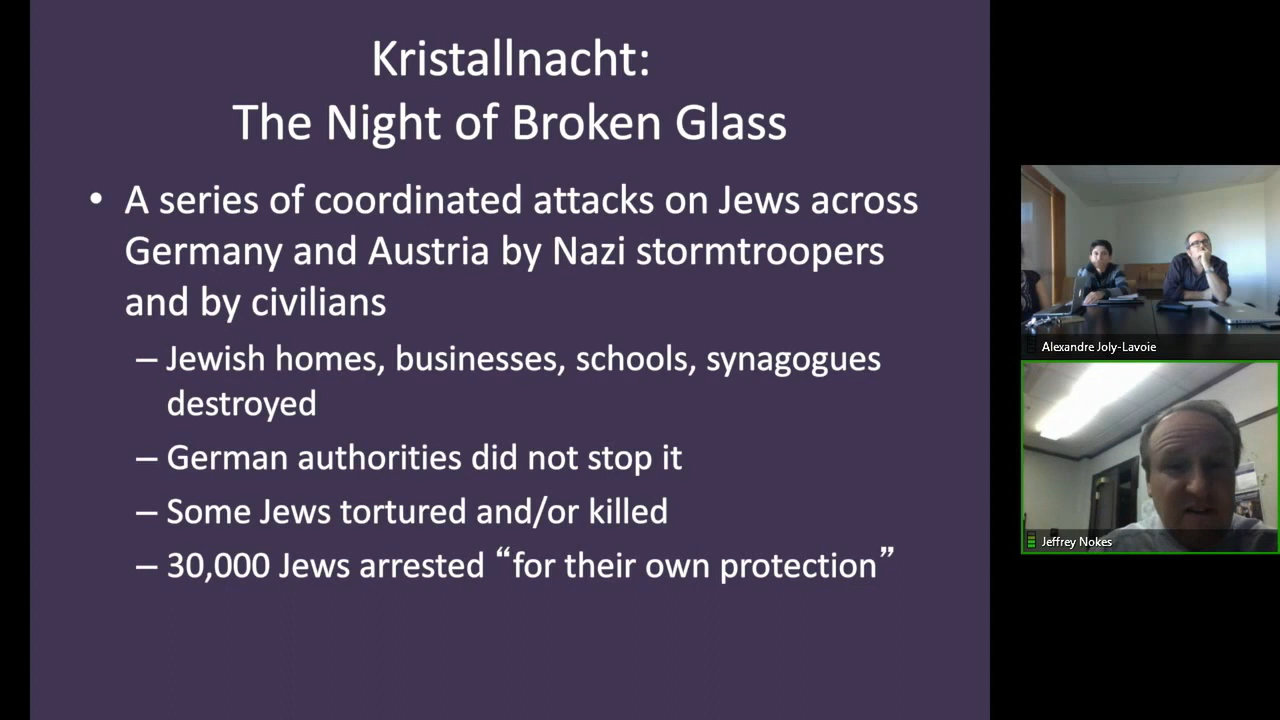 Kristallnacht:
The Night of Broken Glass
• A series of coordinated attacks on Jews across
Germany and Austria by Nazi stormtroopers
and by civilians
– Jewish homes, businesses, schools, synagogues
destroyed
– German authorities did not stop it
– Some Jews tortured and/or killed
– 30,000 Jews arrested “for their own protection”
Alexandre Joly-Lavoie
Jeffrey Nokes